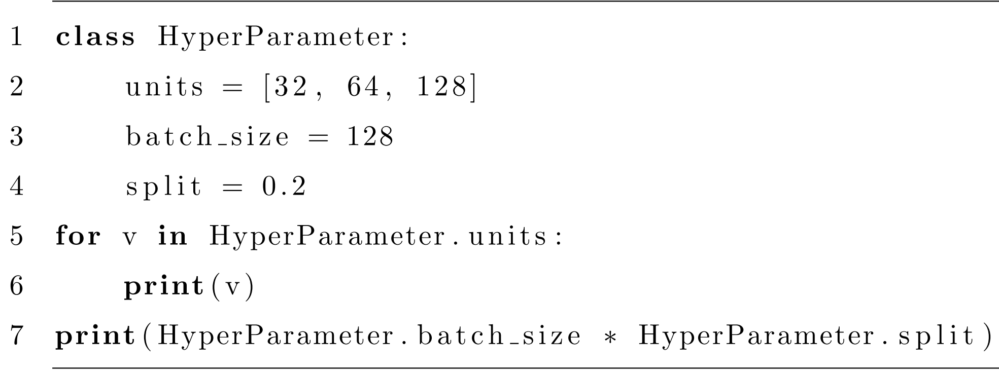 1 class HyperParameter:
2     units = [32, 64, 128]
3     batch_size = 128
4     split = 0.2
5 for v in HyperParameter.units:
6     print(v)
7 print(HyperParameter.batch_size * HyperParameter.split)